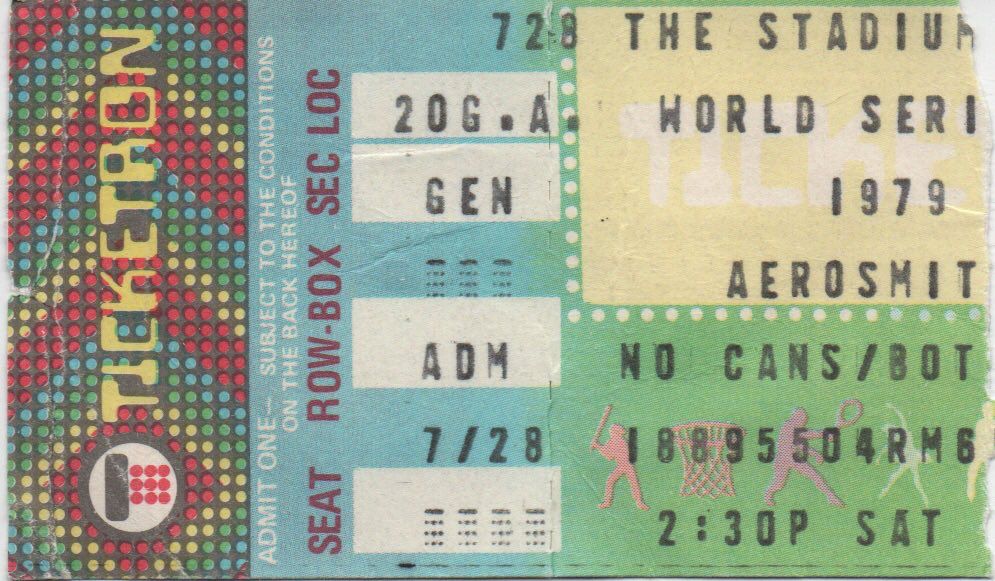 TICKETRON
ADMIT ONE — SUBJECT TO THE CONDITIONS
ON THE BACK HEREOF
SEAT ROW-BOX SEC LOC
728 THE STADIUM
20G.A. WORLD SERI
GEN 1979
AEROSMIT
ADM NO CANS/BOT
7/28 18895504RM6
2:30P SAT
TICKE